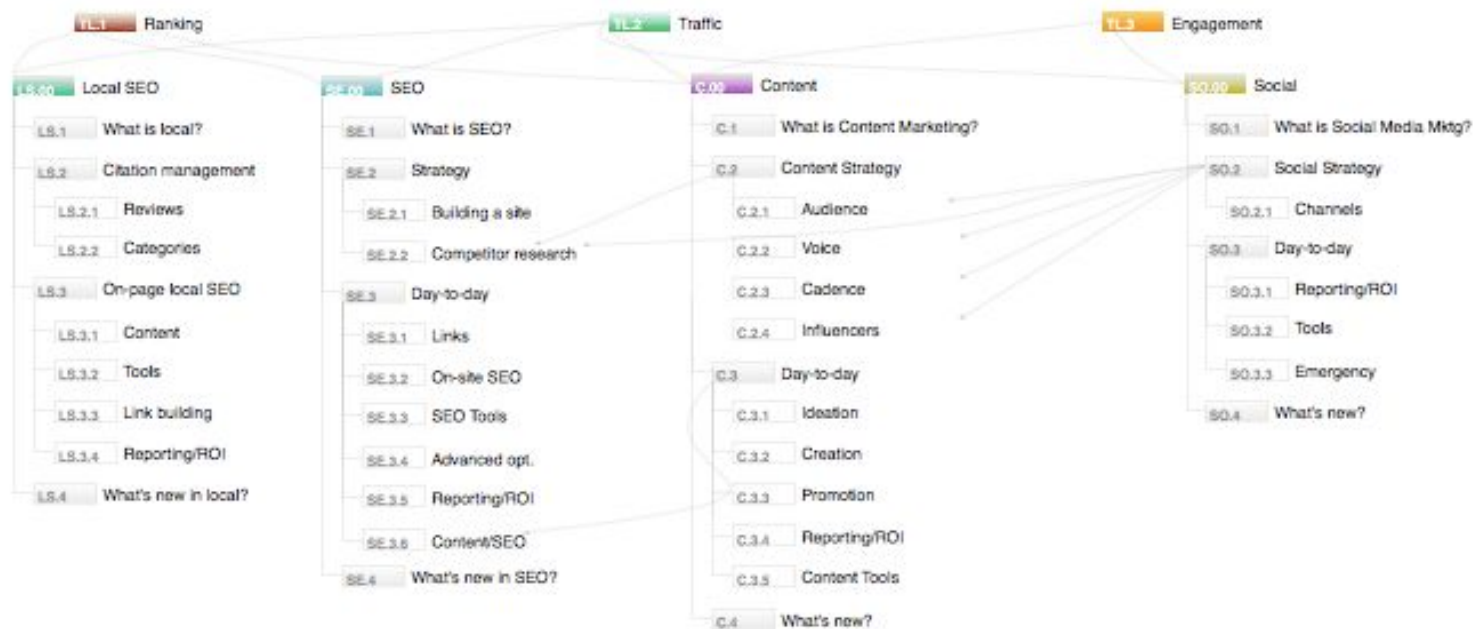 TL.1 Ranking
TL.2 Traffic
TL.3 Engagement
LS.00 Local SEO
LS.1 What is local?
LS.2 Citation management
LS.2.1 Reviews
LS.2.2 Categories
LS.3 On-page local SEO
LS.3.1 Content
LS.3.2 Tools
LS.3.3 Link building
LS.3.4 Reporting/ROI
LS.4 What's new in local?
SE.00 SEO
SE.1 What is SEO?
SE.2 Strategy
SE.2.1 Building a site
SE.2.2 Competitor research
SE.3 Day-to-day
SE.3.1 Links
SE.3.2 On-site SEO
SE.3.3 SEO Tools
SE.3.4 Advanced opt.
SE.3.5 Reporting/ROI
SE.3.6 Content/SEO
SE.4 What's new in SEO?
C.00 Content
C.1 What is Content Marketing?
C.2 Content Strategy
C.2.1 Audience
C.2.2 Voice
C.2.3 Cadence
C.2.4 Influencers
C.3 Day-to-day
C.3.1 Ideation
C.3.2 Creation
C.3.3 Promotion
C.3.4 Reporting/ROI
C.3.5 Content Tools
C.4 What's new?
SO.00 Social
SO.1 What is Social Media Mktg?
SO.2 Social Strategy
SO.2.1 Channels
SO.3 Day-to-day
SO.3.1 Reporting/ROI
SO.3.2 Tools
SO.3.3 Emergency
SO.4 What's new?